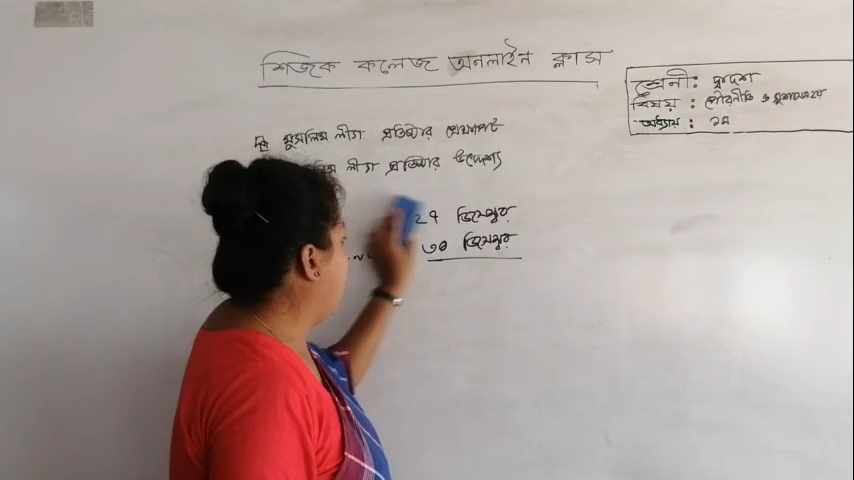 শিজক কলেজ অনলাইন ক্লাস
শ্রেনী : দ্বাদশ
বিষয় : পৌরনীতি ও সুশাসন ২য়
অধ্যায় : ১ম
মুসলিম লীগ প্রতিষ্ঠার প্রেক্ষাপট
লীগ প্রতিষ্ঠার উদ্দেশ্য
২৭ ডিসেম্বর
৩০ ডিসেম্বর